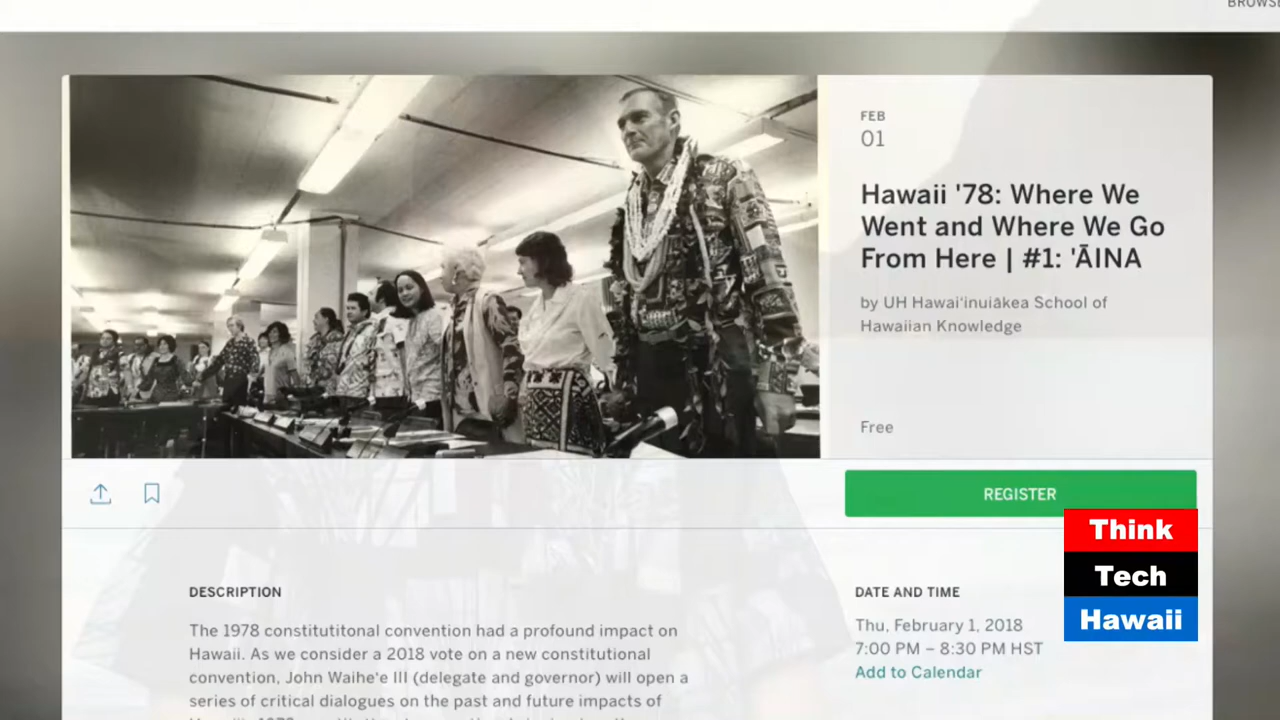 BROWSE
FEB
01
Hawaii '78: Where We
Went and Where We Go
From Here | #1: 'ĀINA
by UH Hawai'inuiākea School of
Hawaiian Knowledge
Free
REGISTER
Think
Tech
Hawaii
DESCRIPTION
The 1978 constitutitonal convention had a profound impact on
Hawaii. As we consider a 2018 vote on a new constitutional
convention, John Waihe'e III (delegate and governor) will open a
series of critical dialogues on the past and future impacts of
DATE AND TIME
Thu, February 1, 2018
7:00 PM – 8:30 PM HST
Add to Calendar